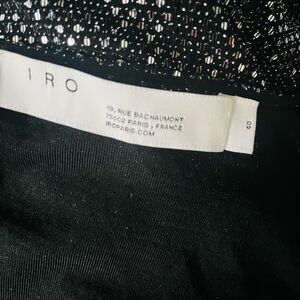 IRO
18, RUE BACHAUMONT
75002 PARIS, FRANCE
IROPARIS.COM
40